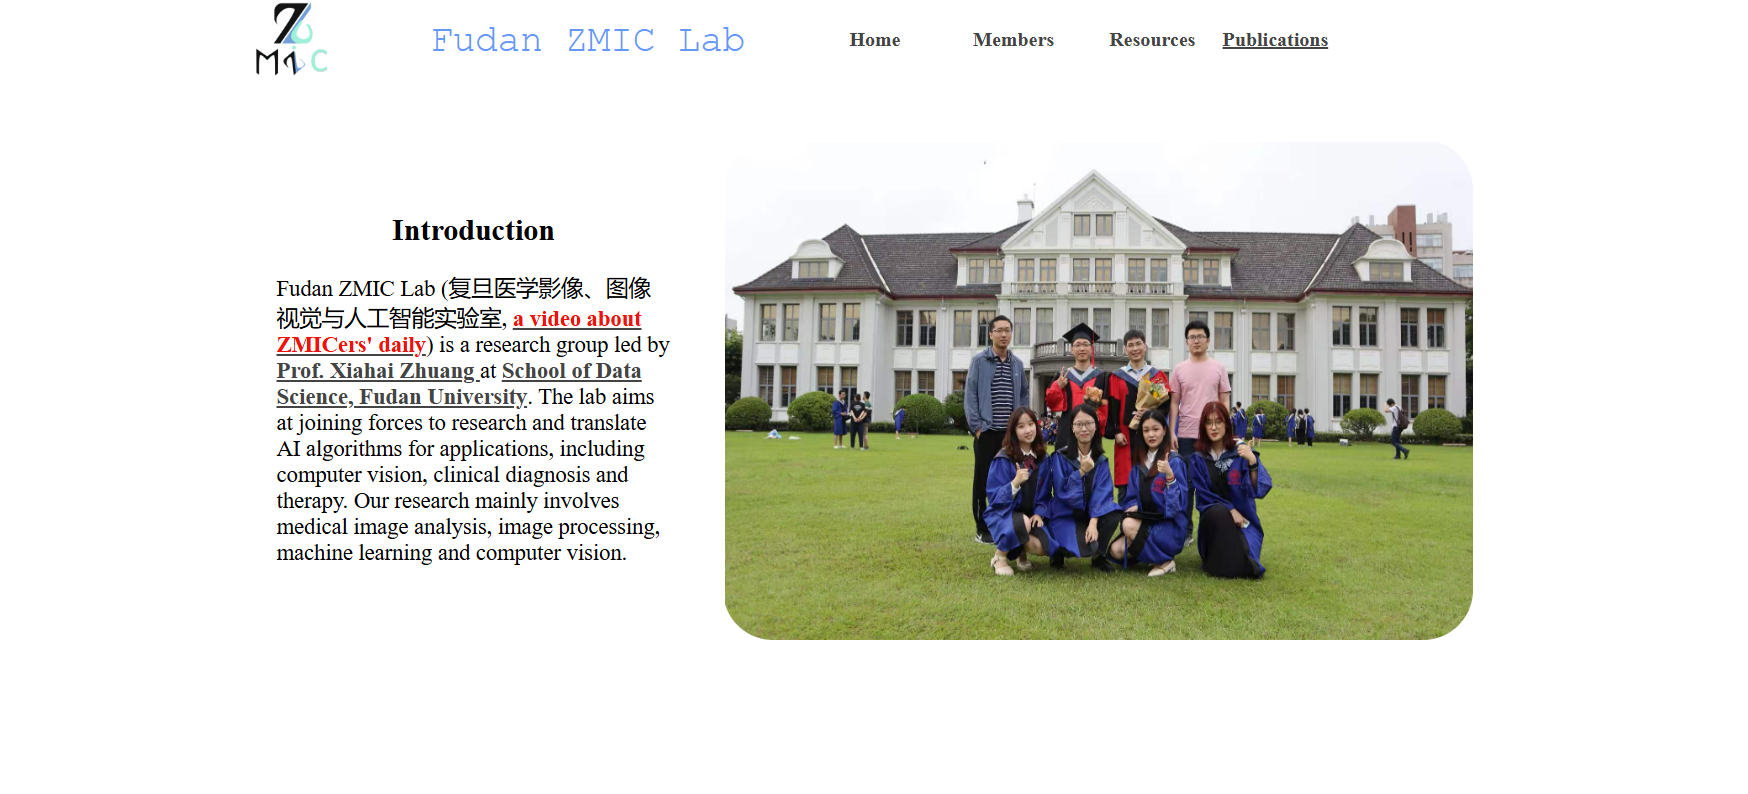 Z
MiC
Fudan ZMIC Lab
Home
Members
Resources
Publications
Introduction
Fudan ZMIC Lab (复旦医学影像、图像
视觉与人工智能实验室, a video about
ZMICers' daily) is a research group led by
Prof. Xiahai Zhuang at School of Data
Science, Fudan University. The lab aims
at joining forces to research and translate
AI algorithms for applications, including
computer vision, clinical diagnosis and
therapy. Our research mainly involves
medical image analysis, image processing,
machine learning and computer vision.